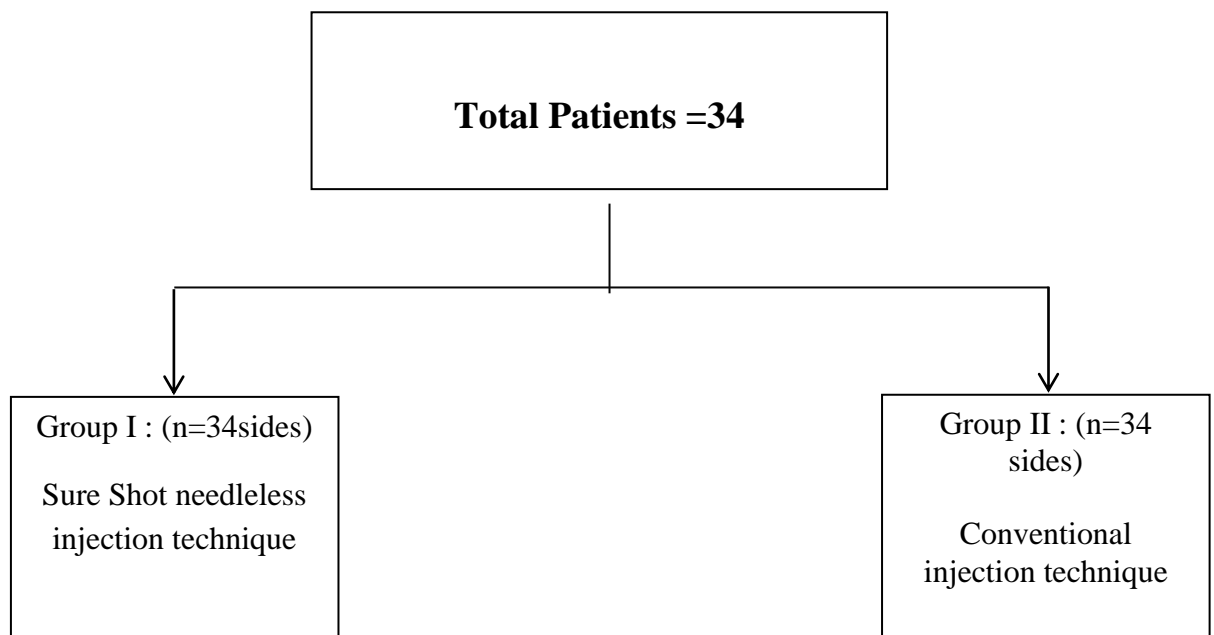 Total Patients =34
Group I : (n=34sides)
Sure Shot needleless
injection technique
Group II : (n=34
sides)
Conventional
injection technique